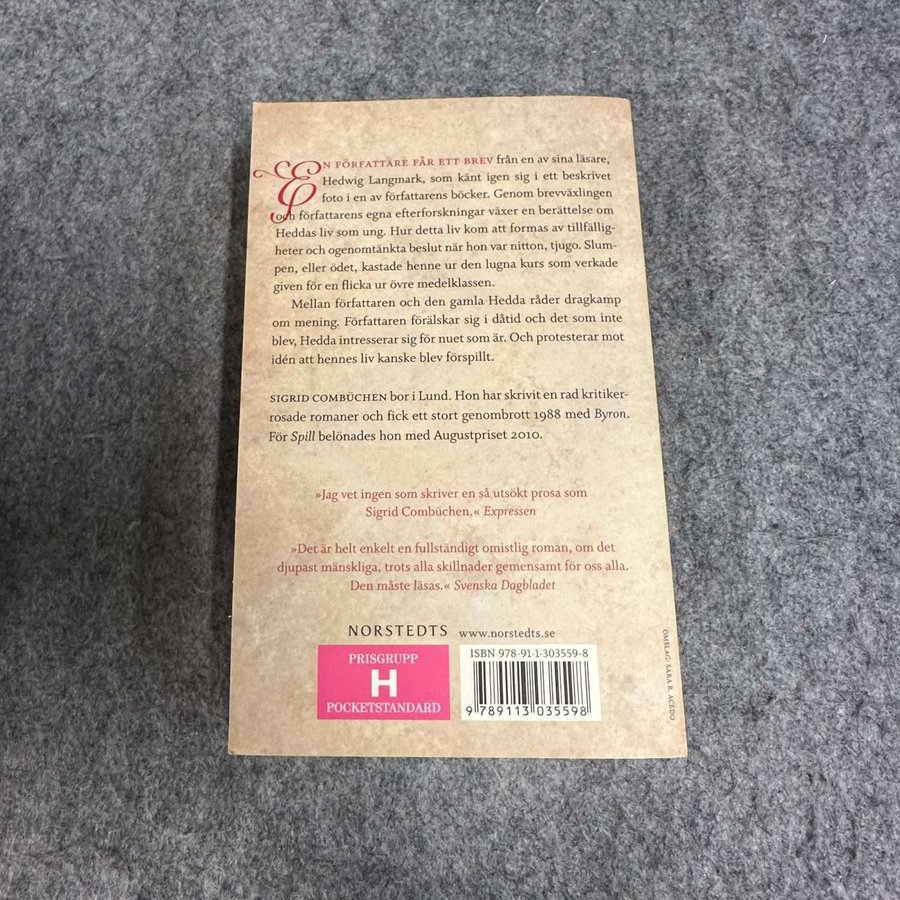 EN FÖRFATTARE FÅR ETT BREV från en av sina läsare,
Hedwig Langmark, som känt igen sig i ett beskrivet
foto i en av författarens böcker. Genom brevväxlingen
och författarens egna efterforskningar växer en berättelse om
Heddas liv som ung. Hur detta liv kom att formas av tillfällig-
heter och ogenomtänkta beslut när hon var nitton, tjugo. Slum-
pen, eller ödet, kastade henne ur den lugna kurs som verkade
given för en flicka ur övre medelklassen.
Mellan författaren och den gamla Hedda råder dragkamp
om mening. Författaren förälskar sig i dåtid och det som inte
blev, Hedda intresserar sig för nuet som är. Och protesterar mot
idén att hennes liv kanske blev förspillt.
SIGRID COMBÜCHEN bor i Lund. Hon har skrivit en rad kritiker-
rosade romaner och fick ett stort genombrott 1988 med Byron.
För Spill belönades hon med Augustpriset 2010.
»Jag vet ingen som skriver en så utsökt prosa som
Sigrid Combüchen.« Expressen
»Det är helt enkelt en fullständigt omistlig roman, om det
djupast mänskliga, trots alla skillnader gemensamt för oss alla.
Den måste läsas.« Svenska Dagbladet
NORSTEDTS www.norstedts.se
PRISGRUPP
H
POCKETSTANDARD
ISBN 978-91-1-303559-8
9 789113 035598
OMSLAG: SARA R. ACEDO